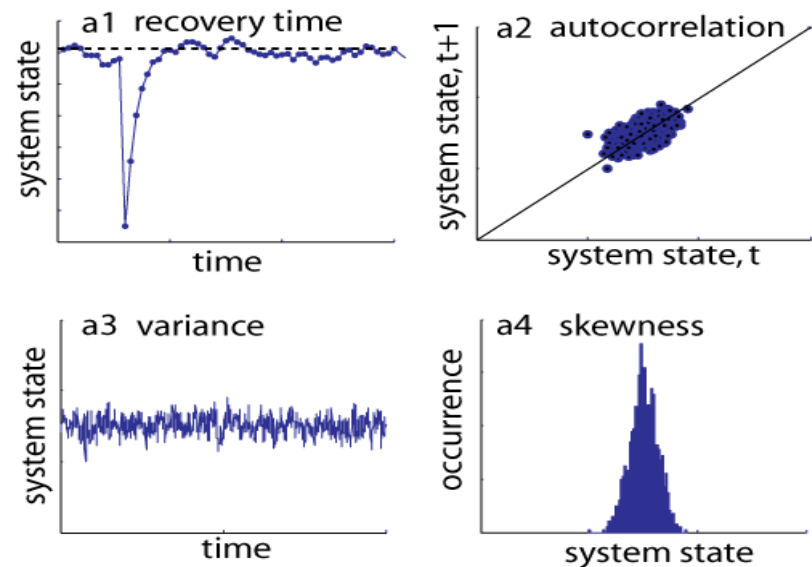 a1 recovery time
system state
time
a2 autocorrelation
system state, t+1
system state, t
a3 variance
system state
time
a4 skewness
occurrence
system state